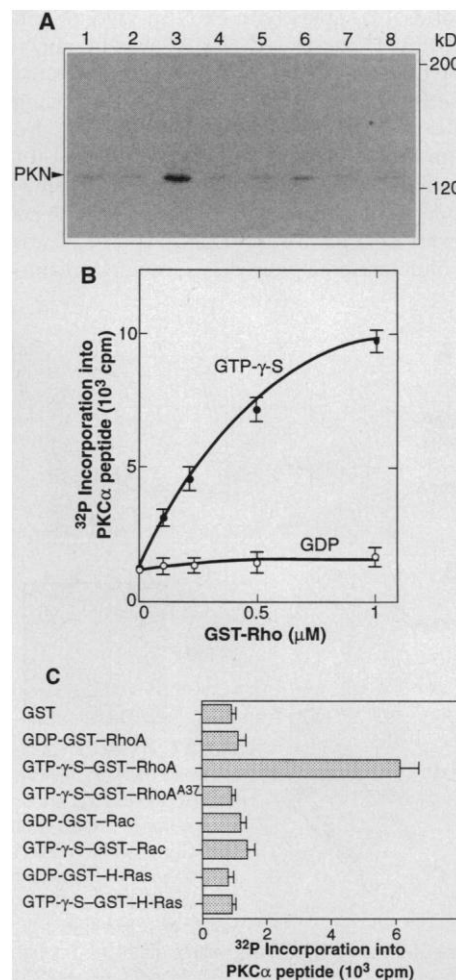 A
1 2 3 4 5 6 7 8 kD
200
PKN
120
B
10
5
0
³²P Incorporation into
PKCα peptide (10³ cpm)
GTP-γ-S
GDP
0 0.5 1
GST-Rho (μM)
C
GST
GDP-GST–RhoA
GTP-γ-S–GST–RhoA
GTP-γ-S–GST–RhoA^A37
GDP-GST–Rac
GTP-γ-S–GST–Rac
GDP-GST–H-Ras
GTP-γ-S–GST–H-Ras
0 2 4 6
³²P Incorporation into
PKCα peptide (10³ cpm)